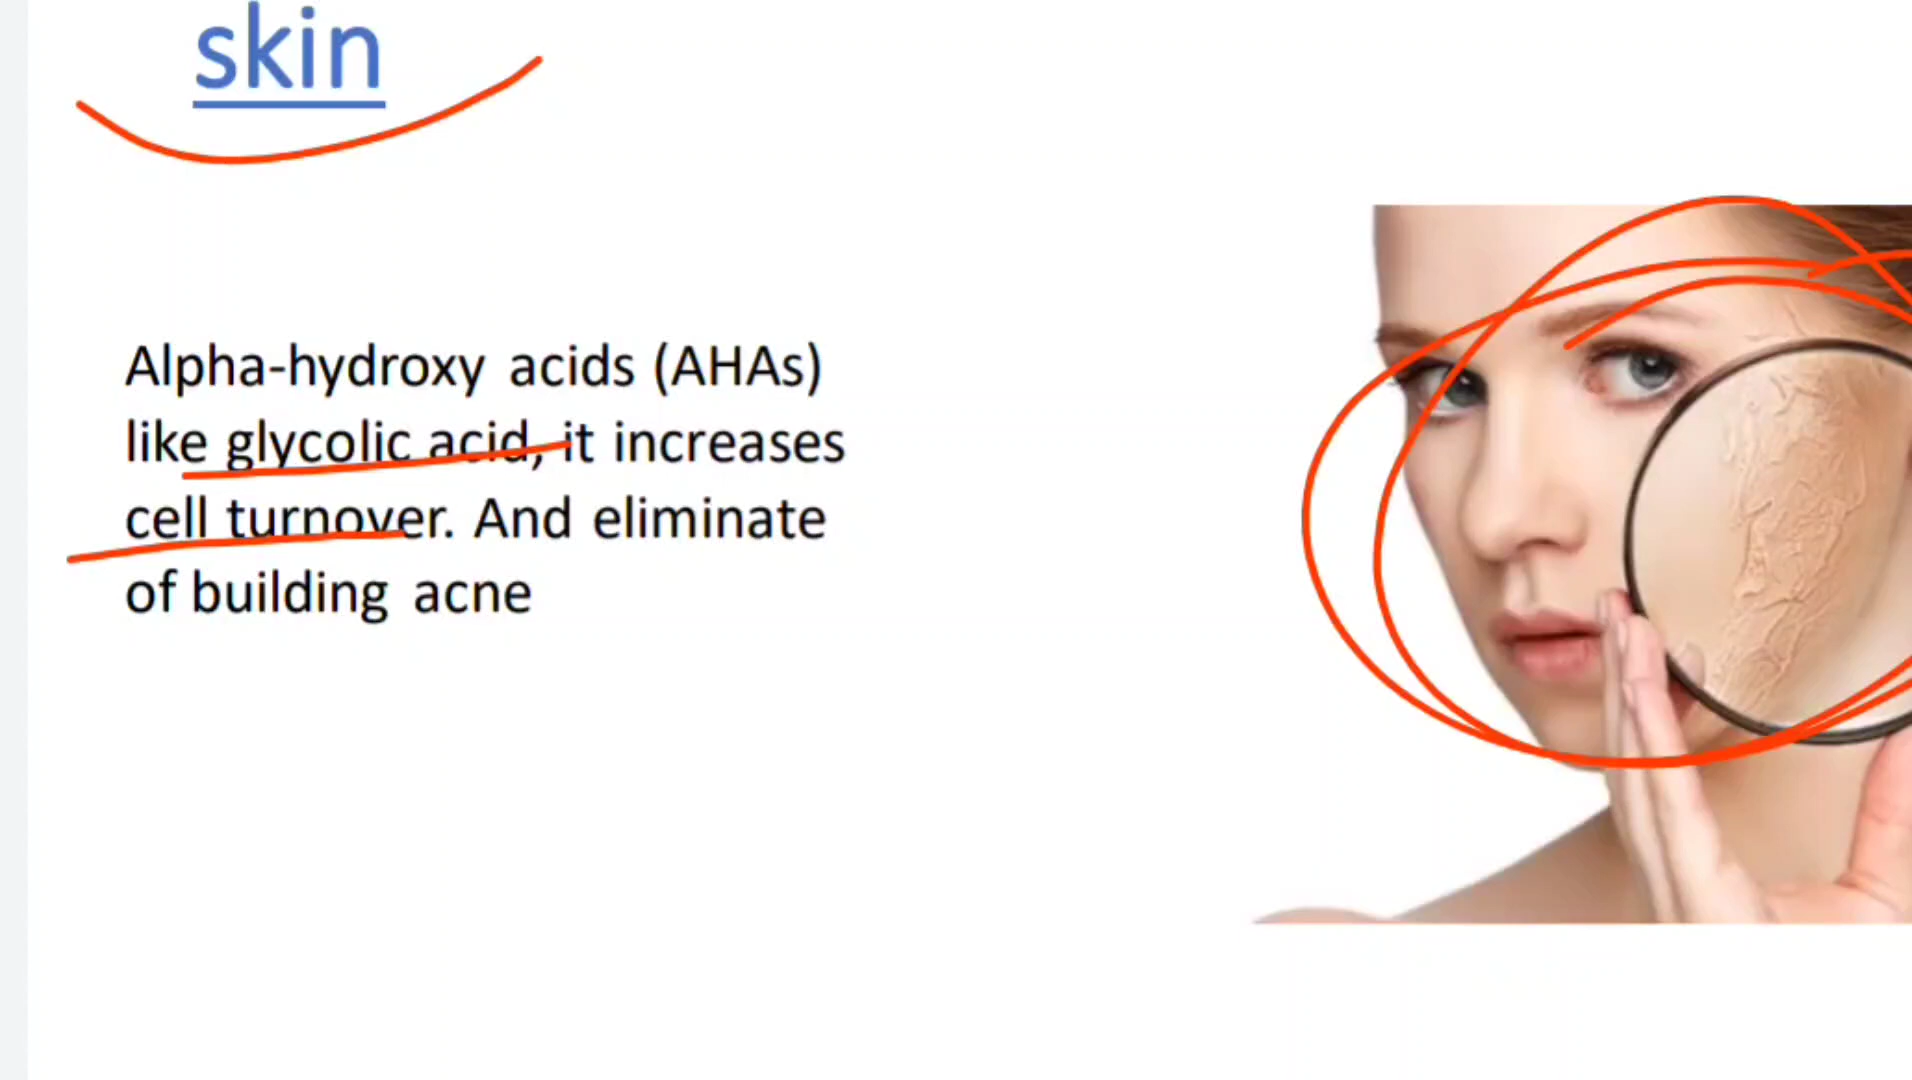 skin
Alpha-hydroxy acids (AHAs)
like glycolic acid, it increases
cell turnover. And eliminate
of building acne